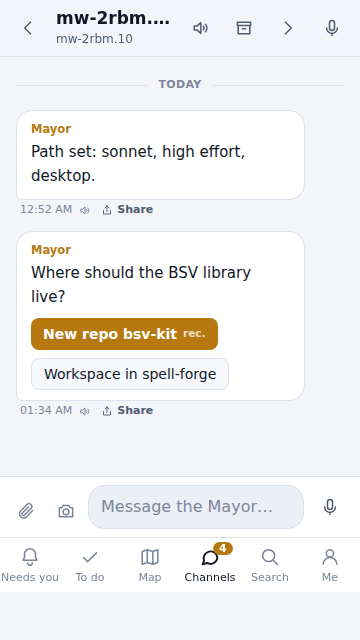 mw-2rbm....
mw-2rbm.10
TODAY
Mayor
Path set: sonnet, high effort,
desktop.
12:52 AM Share
Mayor
Where should the BSV library
live?
New repo bsv-kit rec.
Workspace in spell-forge
01:34 AM Share
Message the Mayor...
4
Needs you To do Map Channels Search Me